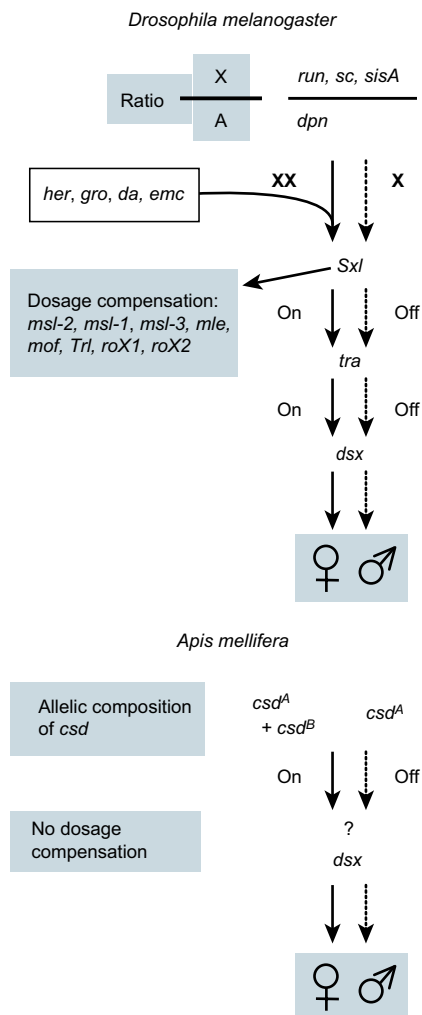 Drosophila melanogaster
Ratio
X
A
run, sc, sisA
dpn
XX
X
her, gro, da, emc
Sxl
Dosage compensation:
msl-2, msl-1, msl-3, mle,
mof, Trl, roX1, roX2
On
Off
tra
On
Off
dsx
♀ ♂
Apis mellifera
Allelic composition
of csd
csdᴬ
+ csdᴮ
csdᴬ
On
Off
No dosage
compensation
?
dsx
♀ ♂